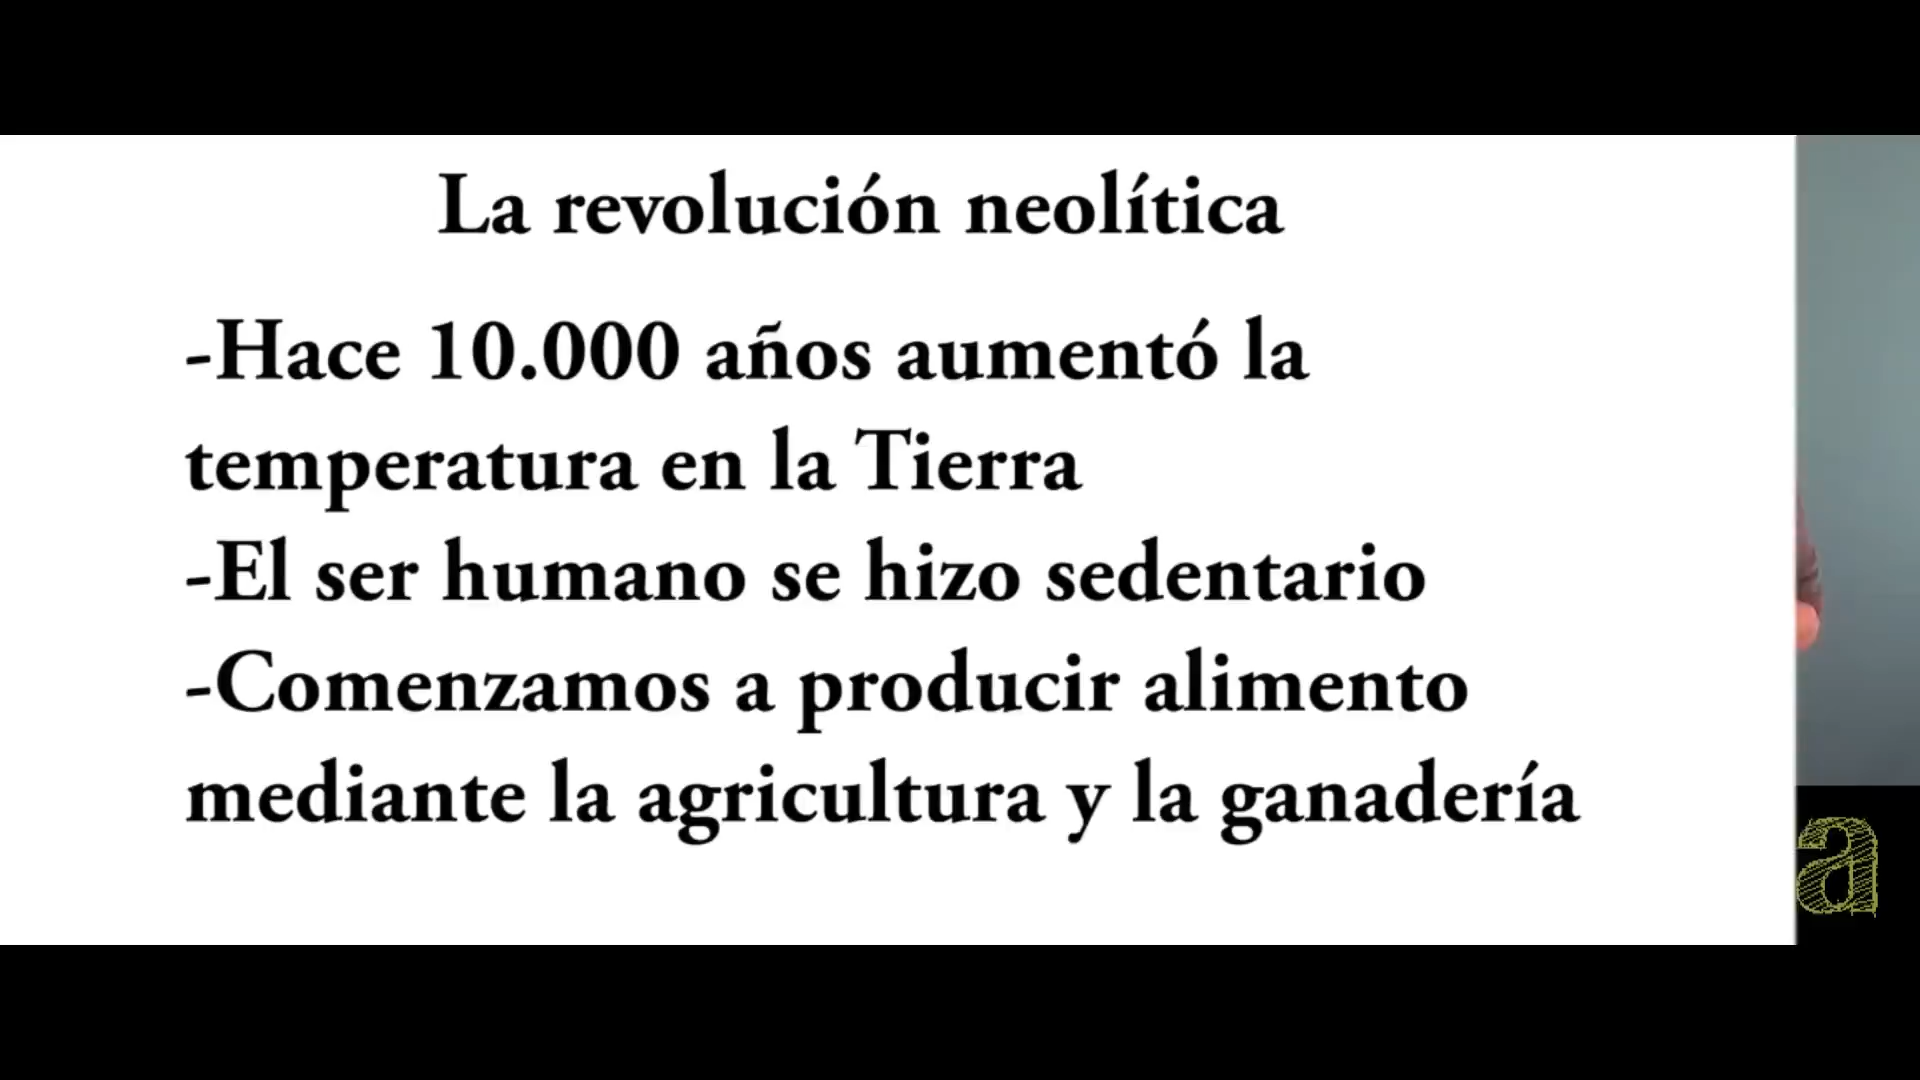 La revolución neolítica
-Hace 10.000 años aumentó la
temperatura en la Tierra
-El ser humano se hizo sedentario
-Comenzamos a producir alimento
mediante la agricultura y la ganadería
a